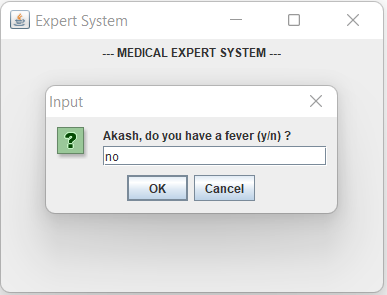 Expert System
--- MEDICAL EXPERT SYSTEM ---
Input
?
Akash, do you have a fever (y/n) ?
no
OK Cancel